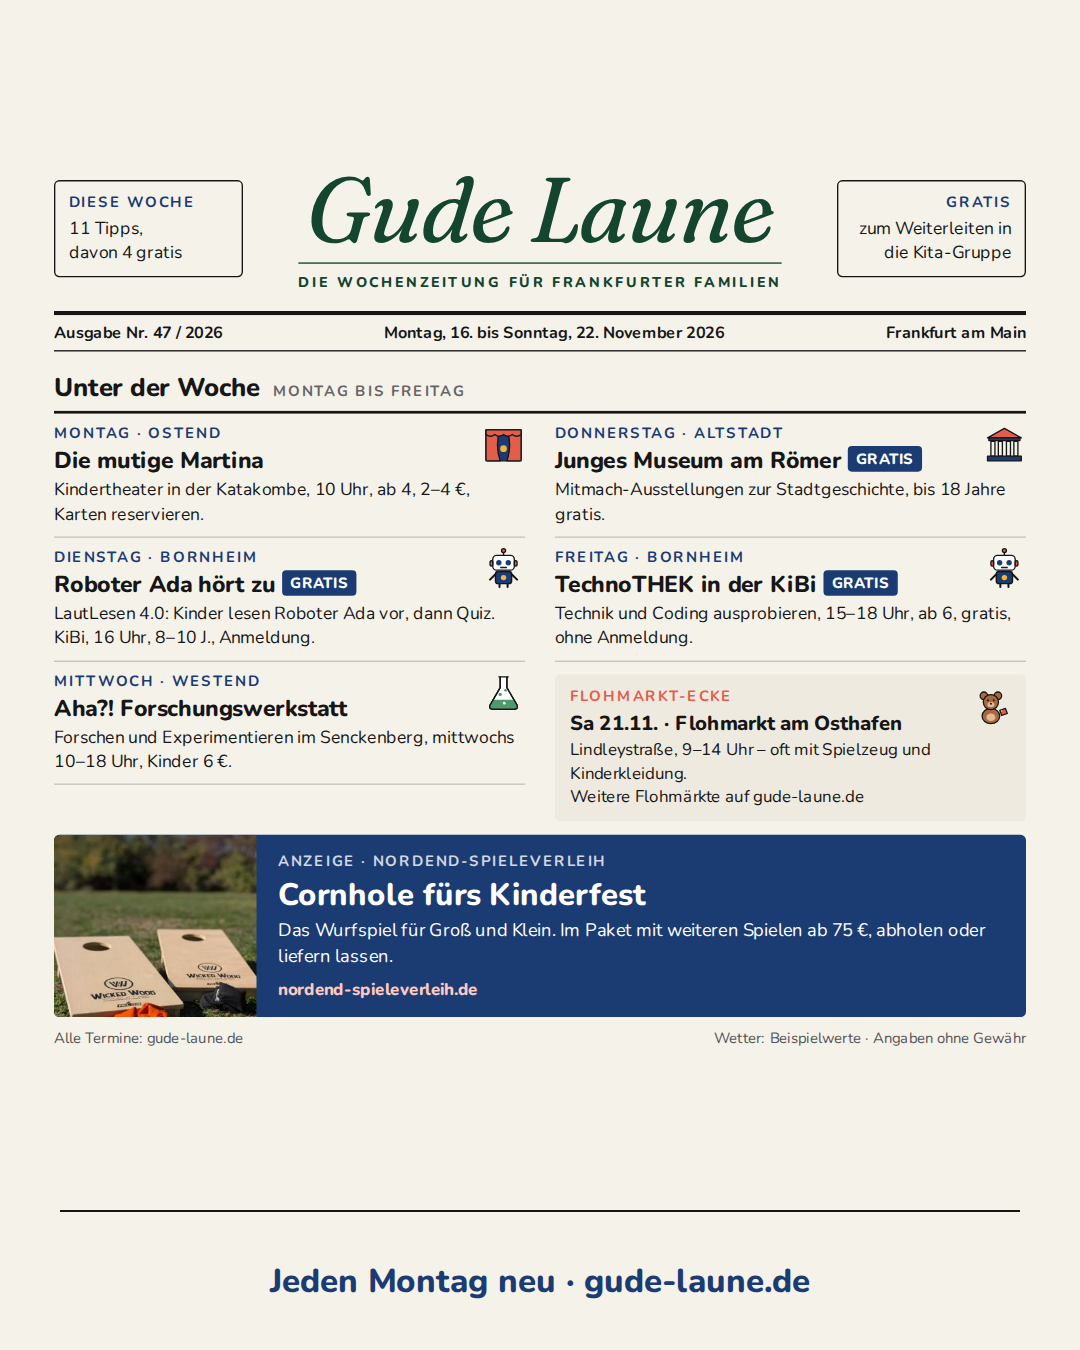 DIESE WOCHE
11 Tipps,
davon 4 gratis
Gude Laune
DIE WOCHENZEITUNG FÜR FRANKFURTER FAMILIEN
GRATIS
zum Weiterleiten in
die Kita-Gruppe
Ausgabe Nr. 47 / 2026
Montag, 16. bis Sonntag, 22. November 2026
Frankfurt am Main
Unter der Woche MONTAG BIS FREITAG
MONTAG · OSTEND
Die mutige Martina
Kindertheater in der Katakombe, 10 Uhr, ab 4, 2–4 €,
Karten reservieren.
DIENSTAG · BORNHEIM
Roboter Ada hört zu GRATIS
LautLesen 4.0: Kinder lesen Roboter Ada vor, dann Quiz.
KiBi, 16 Uhr, 8–10 J., Anmeldung.
MITTWOCH · WESTEND
Aha?! Forschungswerkstatt
Forschen und Experimentieren im Senckenberg, mittwochs
10–18 Uhr, Kinder 6 €.
DONNERSTAG · ALTSTADT
Junges Museum am Römer GRATIS
Mitmach-Ausstellungen zur Stadtgeschichte, bis 18 Jahre
gratis.
FREITAG · BORNHEIM
TechnoTHEK in der KiBi GRATIS
Technik und Coding ausprobieren, 15–18 Uhr, ab 6, gratis,
ohne Anmeldung.
FLOHMARKT-ECKE
Sa 21.11. · Flohmarkt am Osthafen
Lindleystraße, 9–14 Uhr – oft mit Spielzeug und
Kinderkleidung.
Weitere Flohmärkte auf gude-laune.de
WICKED WOOD
WICKED WOOD
ANZEIGE · NORDEND-SPIELEVERLEIH
Cornhole fürs Kinderfest
Das Wurfspiel für Groß und Klein. Im Paket mit weiteren Spielen ab 75 €, abholen oder
liefern lassen.
nordend-spieleverleih.de
Alle Termine: gude-laune.de
Wetter: Beispielwerte · Angaben ohne Gewähr
Jeden Montag neu · gude-laune.de